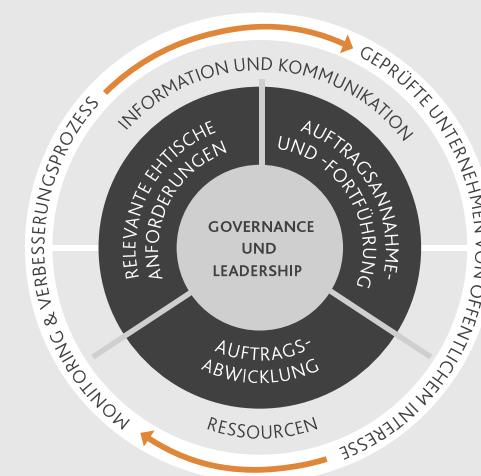 MONITORING & VERBESSERUNGSPROZESS
GEPRÜFTE UNTERNEHMEN VON ÖFFENTLICHEM INTERESSE
INFORMATION UND KOMMUNIKATION
RELEVANTE EHTISCHE
ANFORDERUNGEN
AUFTRAGSANNAHME-
UND -FORTFÜHRUNG
GOVERNANCE
UND
LEADERSHIP
AUFTRAGS-
ABWICKLUNG
RESSOURCEN